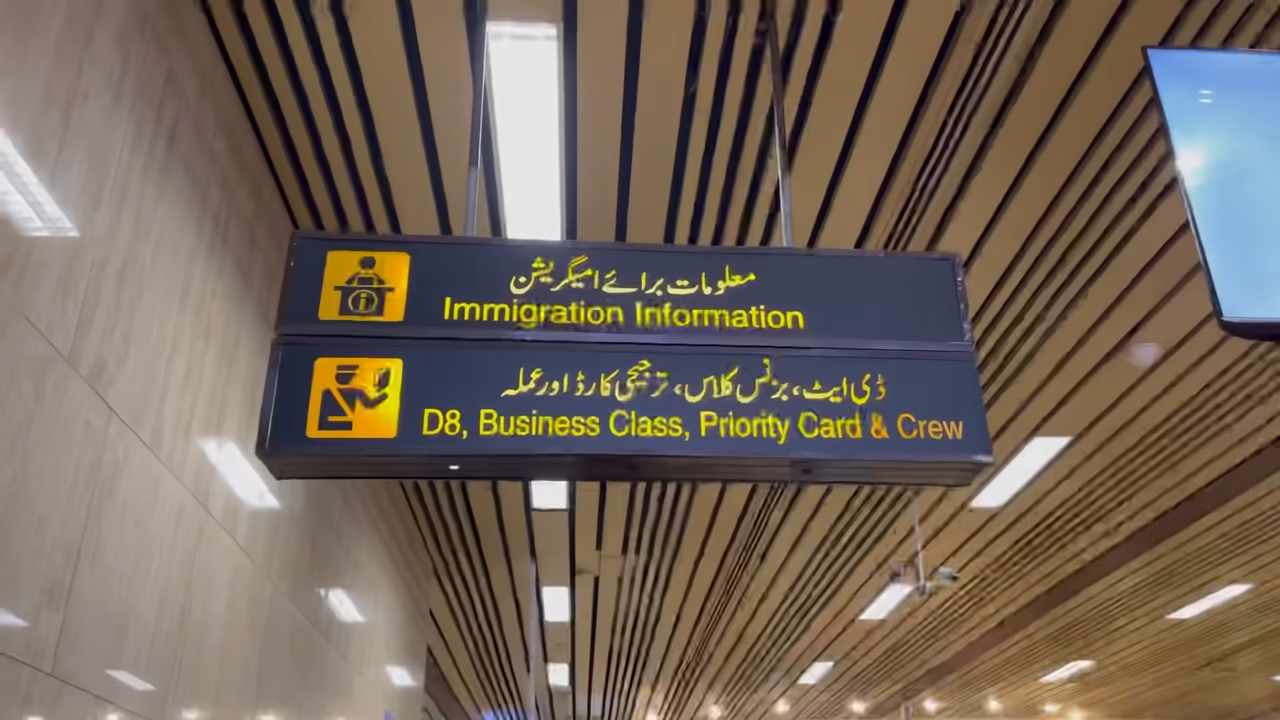 معلومات برائے امیگریشن
Immigration Information
ڈی ایٹ، بزنس کلاس، ترجیحی کارڈ اور عملہ
D8, Business Class, Priority Card & Crew